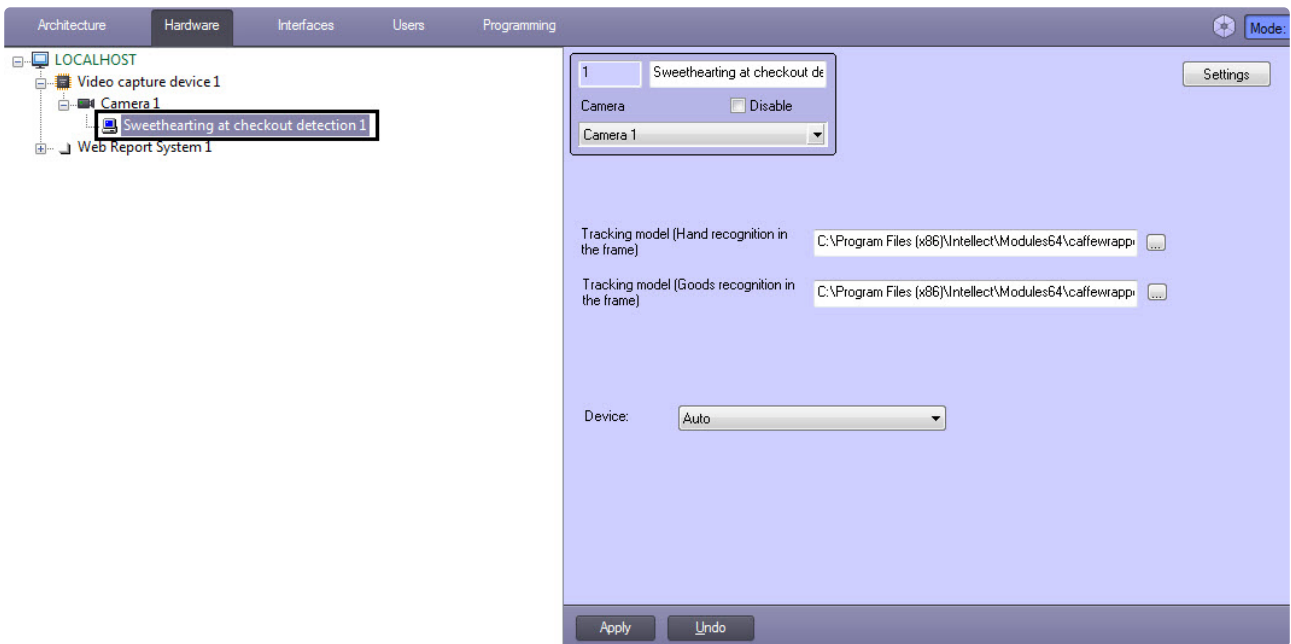 Architecture Hardware Interfaces Users Programming Mode:
LOCALHOST
Video capture device 1
Camera 1
Sweethearting at checkout detection 1
Web Report System 1
1 Sweethearting at checkout de
Settings
Camera Disable
Camera 1
Tracking model (Hand recognition in
the frame)
C:\Program Files (x86)\Intellect\Modules64\caffewrapp
...
Tracking model (Goods recognition in
the frame)
C:\Program Files (x86)\Intellect\Modules64\caffewrapp
...
Device: Auto
Apply Undo